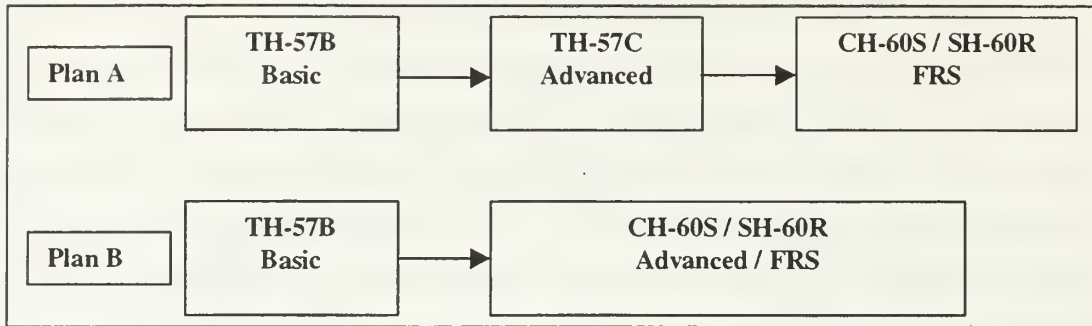 Plan A
TH-57B
Basic
TH-57C
Advanced
CH-60S / SH-60R
FRS
Plan B
TH-57B
Basic
CH-60S / SH-60R
Advanced / FRS